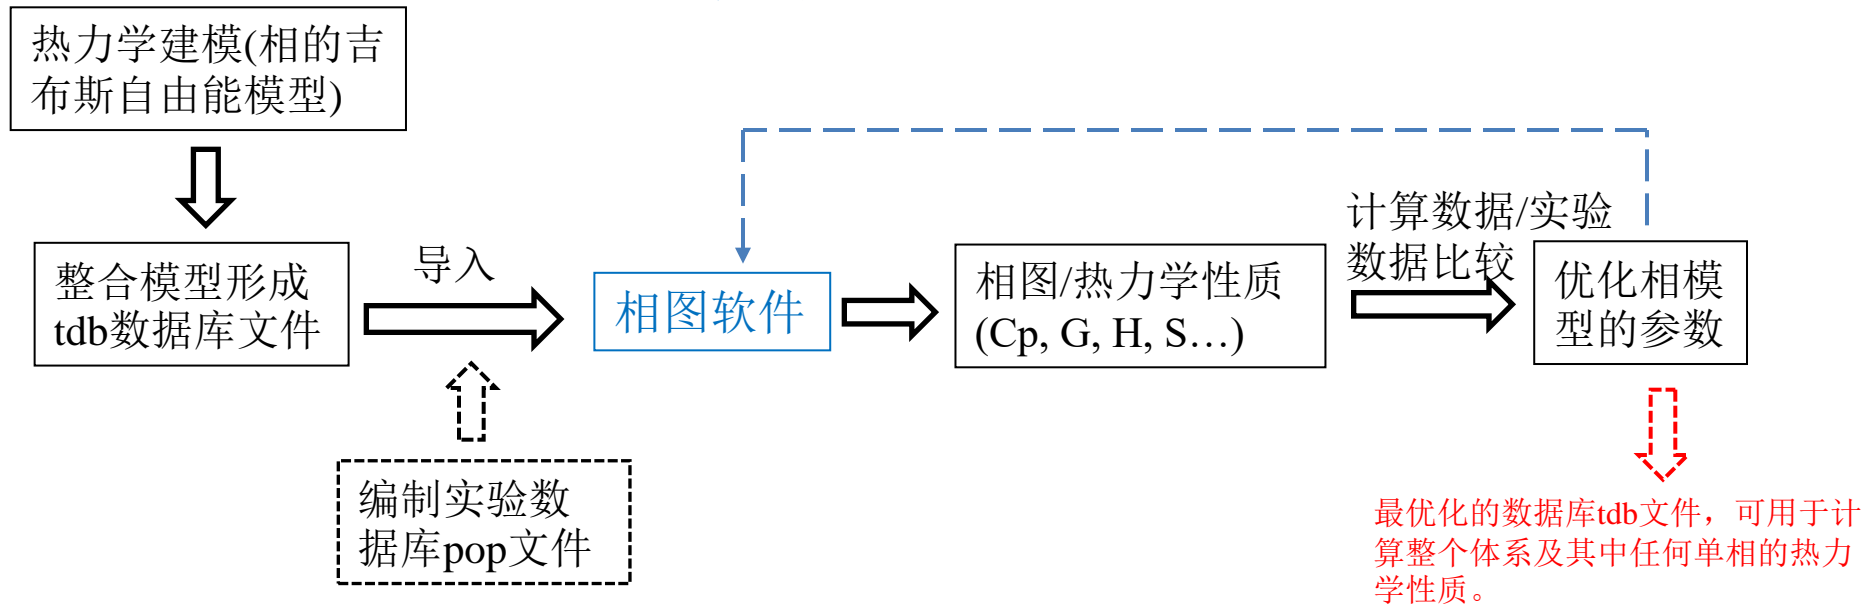 热力学建模(相的吉
布斯自由能模型)
整合模型形成
tdb数据库文件
导入
编制实验数
据库pop文件
相图软件
相图/热力学性质
(Cp, G, H, S…)
计算数据/实验
数据比较
优化相模
型的参数
最优化的数据库tdb文件，可用于计
算整个体系及其中任何单相的热力
学性质。